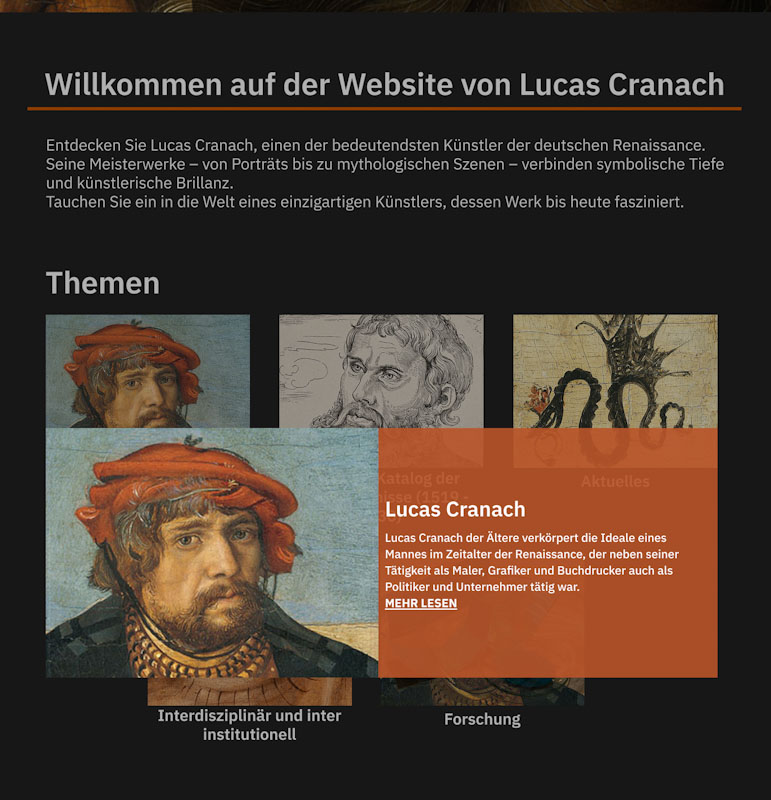 Willkommen auf der Website von Lucas Cranach
Entdecken Sie Lucas Cranach, einen der bedeutendsten Künstler der deutschen Renaissance.
Seine Meisterwerke – von Porträts bis zu mythologischen Szenen – verbinden symbolische Tiefe
und künstlerische Brillanz.
Tauchen Sie ein in die Welt eines einzigartigen Künstlers, dessen Werk bis heute fasziniert.
Themen
Katalog der
Aktuelles
Lucas Cranach
Lucas Cranach der Ältere verkörpert die Ideale eines
Mannes im Zeitalter der Renaissance, der neben seiner
Tätigkeit als Maler, Grafiker und Buchdrucker auch als
Politiker und Unternehmer tätig war.
MEHR LESEN
Interdisziplinär und inter
institutionell
Forschung